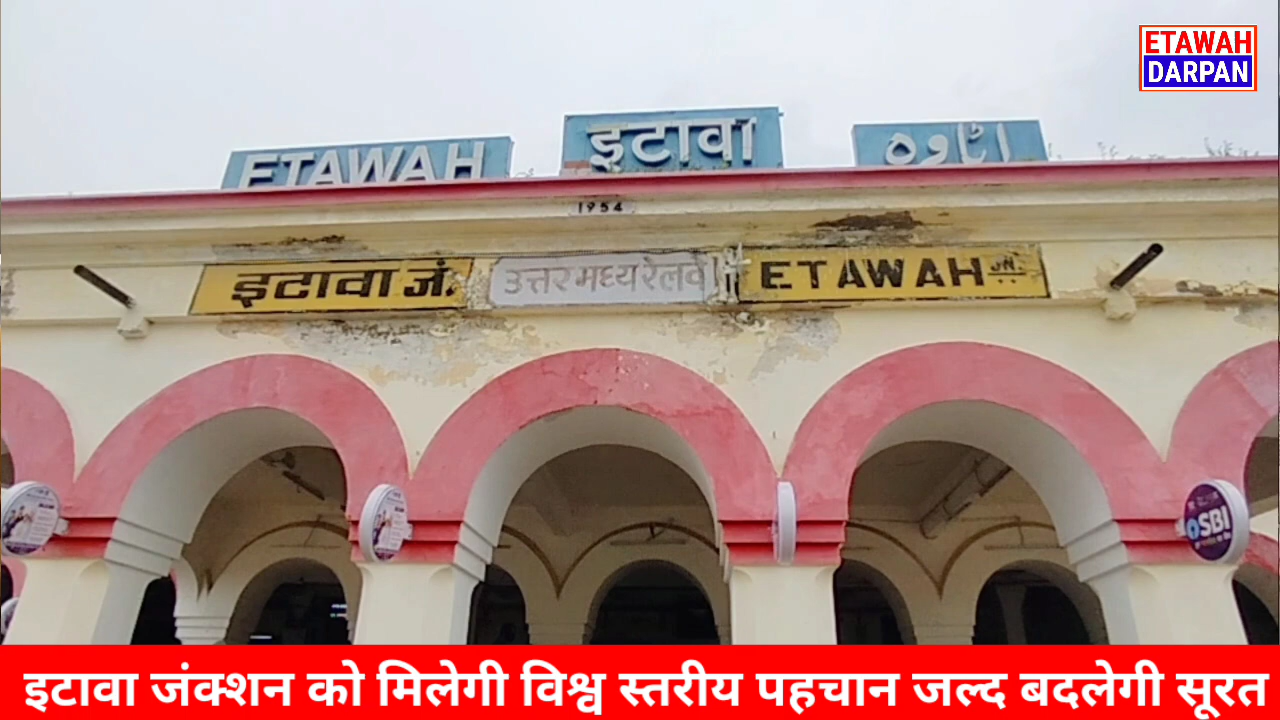 ETAWAH
DARPAN
ETAWAH इटावा اٹاوہ
1954
इटावा जं. उत्तर मध्य रेलवे ETAWAH JN.
SBI
इटावा जंक्शन को मिलेगी विश्व स्तरीय पहचान जल्द बदलेगी सूरत